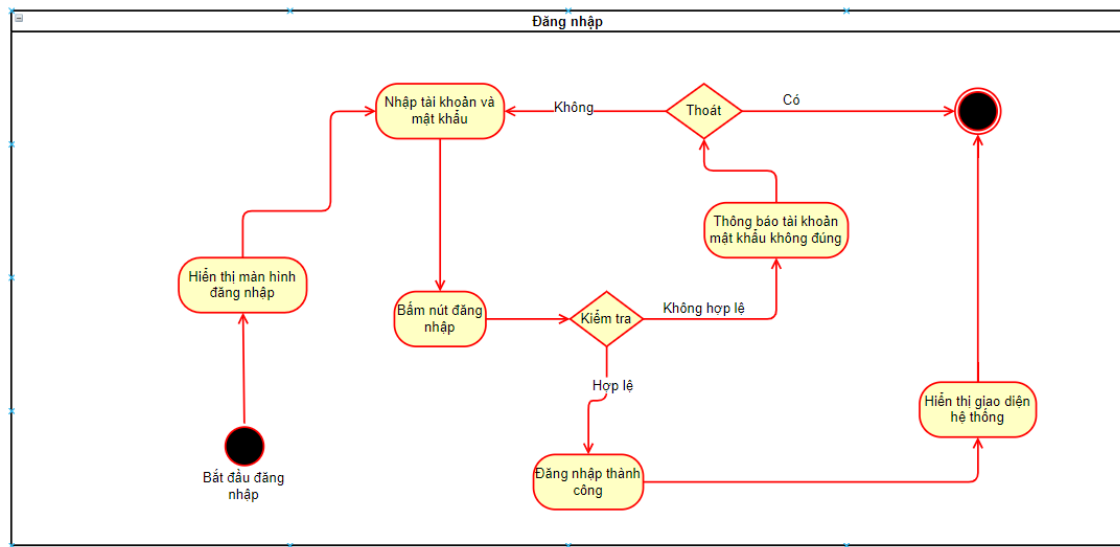 Đăng nhập
Nhập tài khoản và
mật khẩu
Không
Thoát
Có
Thông báo tài khoản
mật khẩu không đúng
Hiển thị màn hình
đăng nhập
Bấm nút đăng
nhập
Kiểm tra
Không hợp lệ
Hợp lệ
Hiển thị giao diện
hệ thống
Bắt đầu đăng
nhập
Đăng nhập thành
công